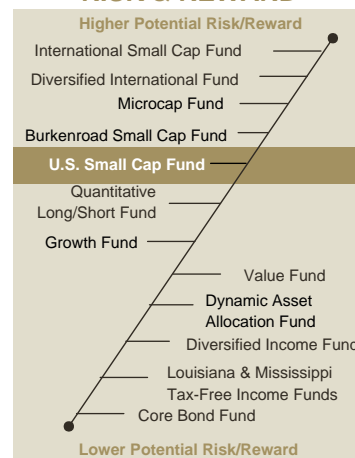 Higher Potential Risk/Reward
International Small Cap Fund
Diversified International Fund
Microcap Fund
Burkenroad Small Cap Fund
U.S. Small Cap Fund
Quantitative
Long/Short Fund
Growth Fund
Value Fund
Dynamic Asset
Allocation Fund
Diversified Income Fund
Louisiana & Mississippi
Tax-Free Income Funds
Core Bond Fund
Lower Potential Risk/Reward